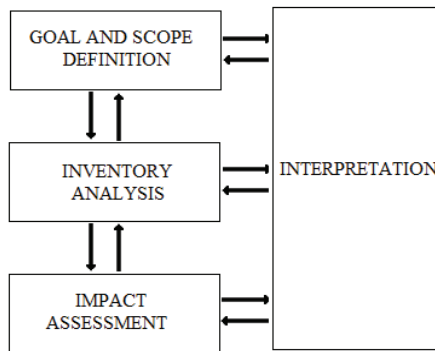 GOAL AND SCOPE
DEFINITION
INVENTORY
ANALYSIS
INTERPRETATION
IMPACT
ASSESSMENT